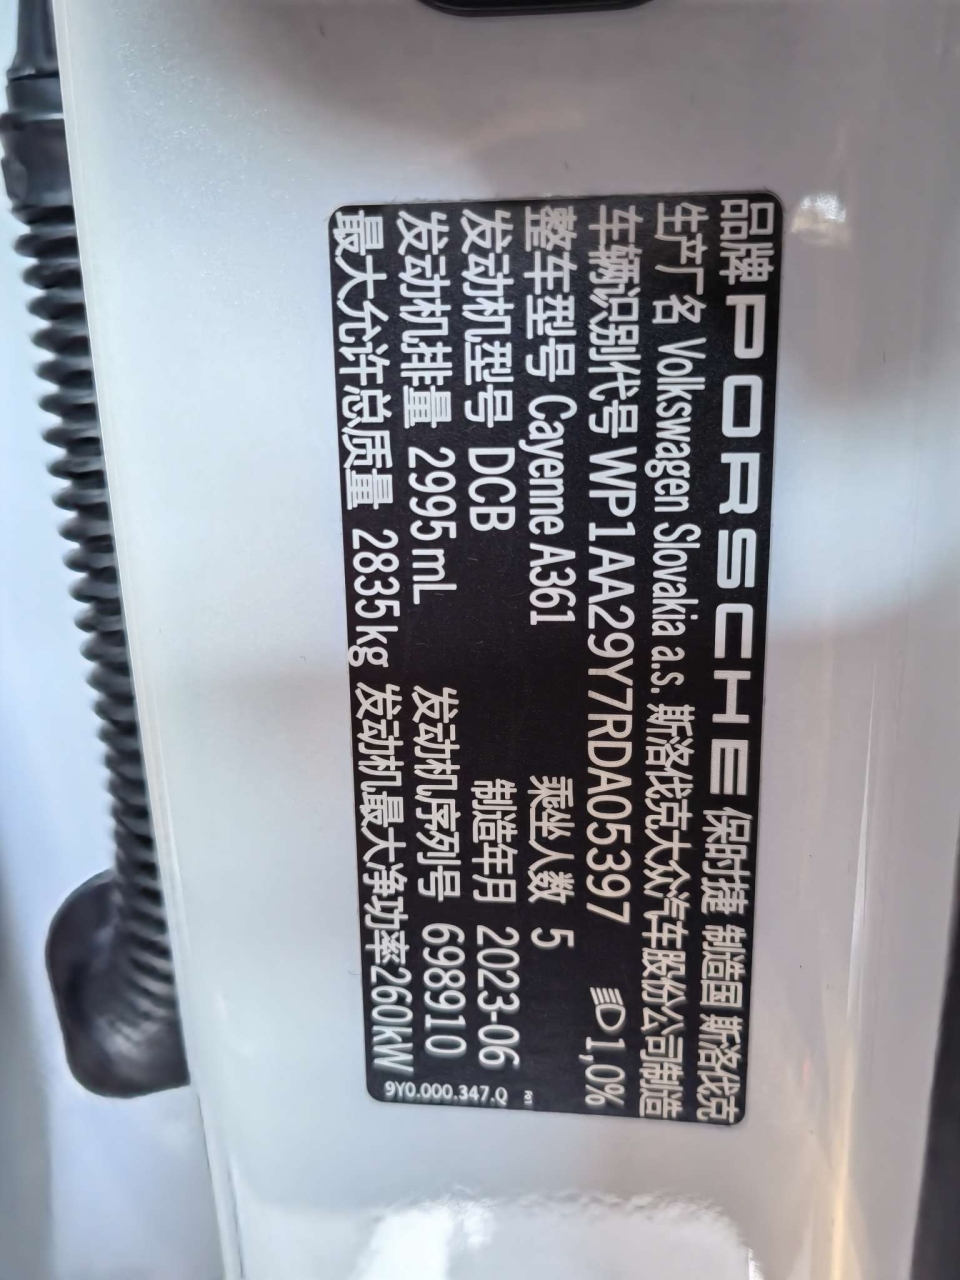 品牌 PORSCHE 保时捷 制造国 斯洛伐克
生产厂名 Volkswagen Slovakia a.s. 斯洛伐克大众汽车股份公司制造
车辆识别代号 WP1AA29Y7RDA05397 1,0%
整车型号 Cayenne A361 乘坐人数 5
发动机型号 DCB 制造年月 2023-06
发动机排量 2995mL 发动机序列号 698910
最大允许总质量 2835kg 发动机最大净功率260kW
9Y0.000.347.Q